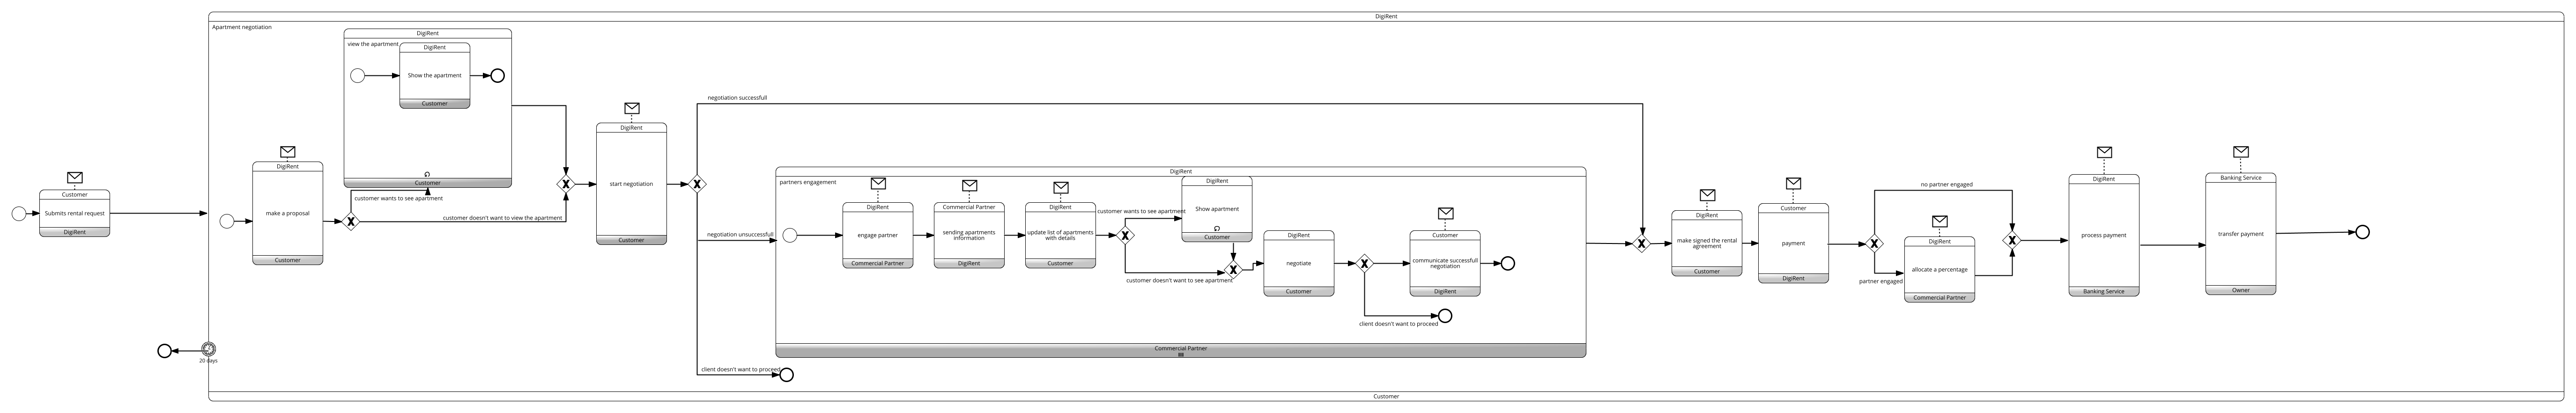 DigiRent
Apartment negotiation
Customer
Submits rental request
DigiRent
20 days
DigiRent
make a proposal
Customer
DigiRent
view the apartment
DigiRent
Show the apartment
Customer
Customer
customer wants to see apartment
customer doesn't want to view the apartment
DigiRent
start negotiation
Customer
negotiation successfull
negotiation unsuccessfull
client doesn't want to proceed
DigiRent
partners engagement
DigiRent
engage partner
Commercial Partner
Commercial Partner
sending apartments
information
DigiRent
DigiRent
update list of apartments
with details
Customer
customer wants to see apartment
customer doesn't want to see apartment
DigiRent
Show apartment
Customer
DigiRent
negotiate
Customer
client doesn't want to proceed
Customer
communicate successfull
negotiation
DigiRent
Commercial Partner
DigiRent
make signed the rental
agreement
Customer
Customer
payment
DigiRent
no partner engaged
partner engaged
DigiRent
allocate a percentage
Commercial Partner
DigiRent
process payment
Banking Service
Banking Service
transfer payment
Owner
Customer